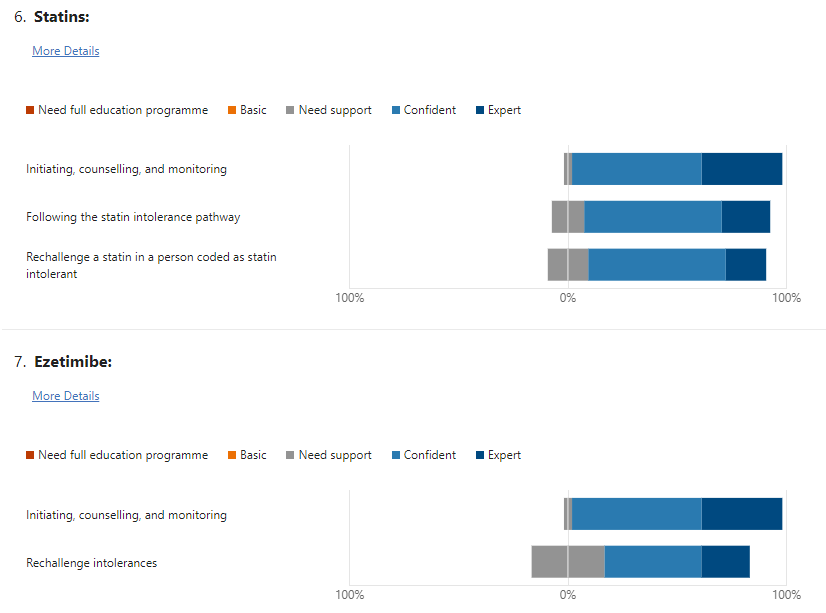 6. Statins:
More Details
Need full education programme Basic Need support Confident Expert
Initiating, counselling, and monitoring
Following the statin intolerance pathway
Rechallenge a statin in a person coded as statin
intolerant
100% 0% 100%
7. Ezetimibe:
More Details
Need full education programme Basic Need support Confident Expert
Initiating, counselling, and monitoring
Rechallenge intolerances
100% 0% 100%